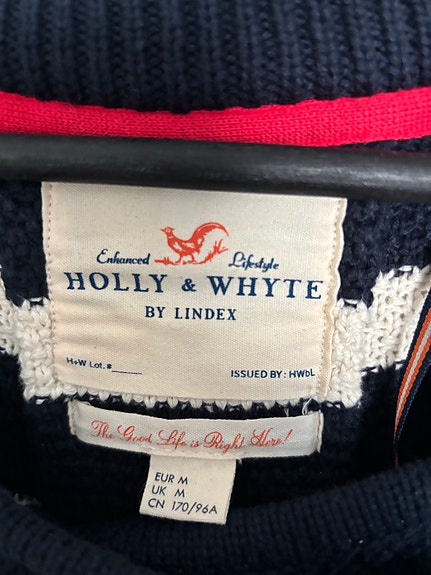 Enhanced Lifestyle
HOLLY & WHYTE
BY LINDEX
H+W Lot. #______
ISSUED BY: HWbL
The Good Life is Right Here!
EUR M
UK M
CN 170/96A